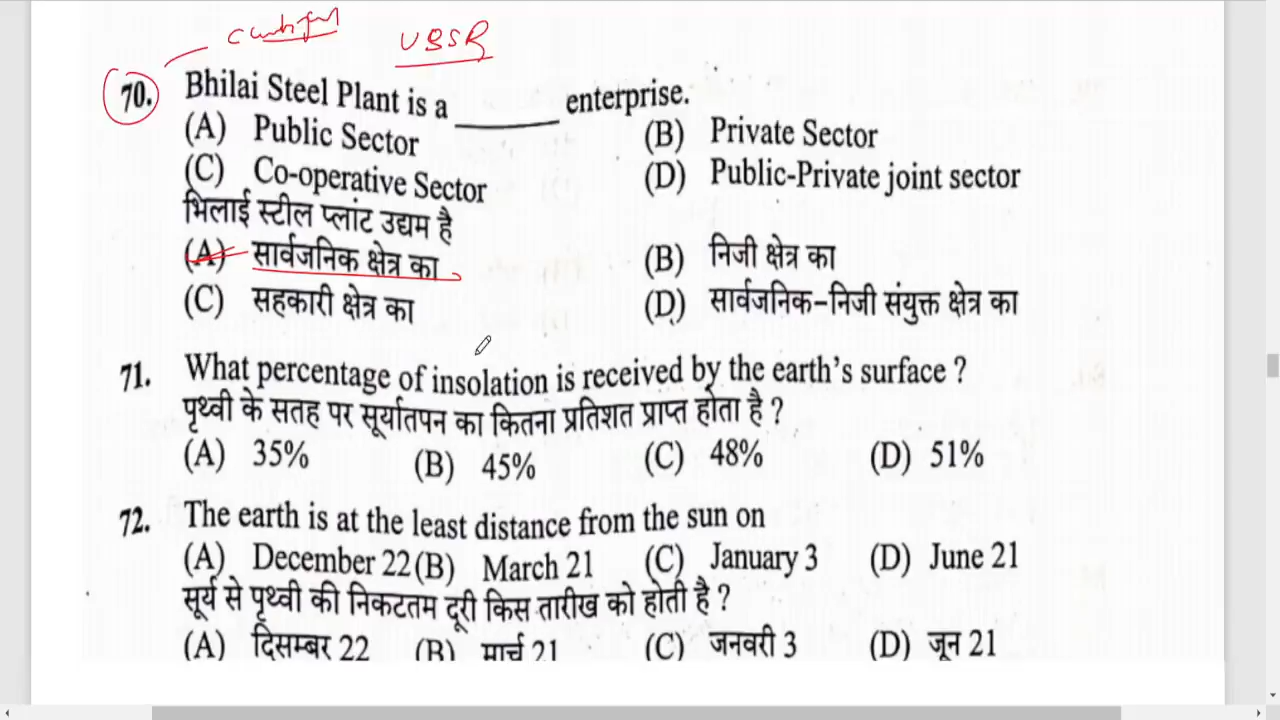 USSR
70. Bhilai Steel Plant is a ________ enterprise.
(A) Public Sector (B) Private Sector
(C) Co-operative Sector (D) Public-Private joint sector
भिलाई स्टील प्लांट उद्यम है
(A) सार्वजनिक क्षेत्र का (B) निजी क्षेत्र का
(C) सहकारी क्षेत्र का (D) सार्वजनिक-निजी संयुक्त क्षेत्र का
71. What percentage of insolation is received by the earth's surface ?
पृथ्वी के सतह पर सूर्यातपन का कितना प्रतिशत प्राप्त होता है ?
(A) 35% (B) 45% (C) 48% (D) 51%
72. The earth is at the least distance from the sun on
(A) December 22 (B) March 21 (C) January 3 (D) June 21
सूर्य से पृथ्वी की निकटतम दूरी किस तारीख को होती है ?
(A) दिसम्बर 22 (B) मार्च 21 (C) जनवरी 3 (D) जून 21